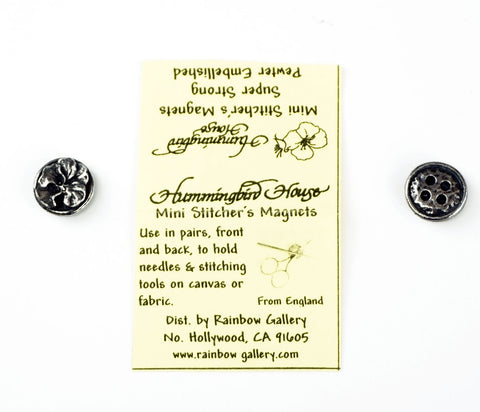 Pewter Embellished
Super Strong
Mini Stitcher's Magnets
Hummingbird
House
Hummingbird House
Mini Stitcher's Magnets
Use in pairs, front
and back, to hold
needles & stitching
tools on canvas or
fabric.
From England
Dist. by Rainbow Gallery
No. Hollywood, CA 91605
www.rainbow gallery.com